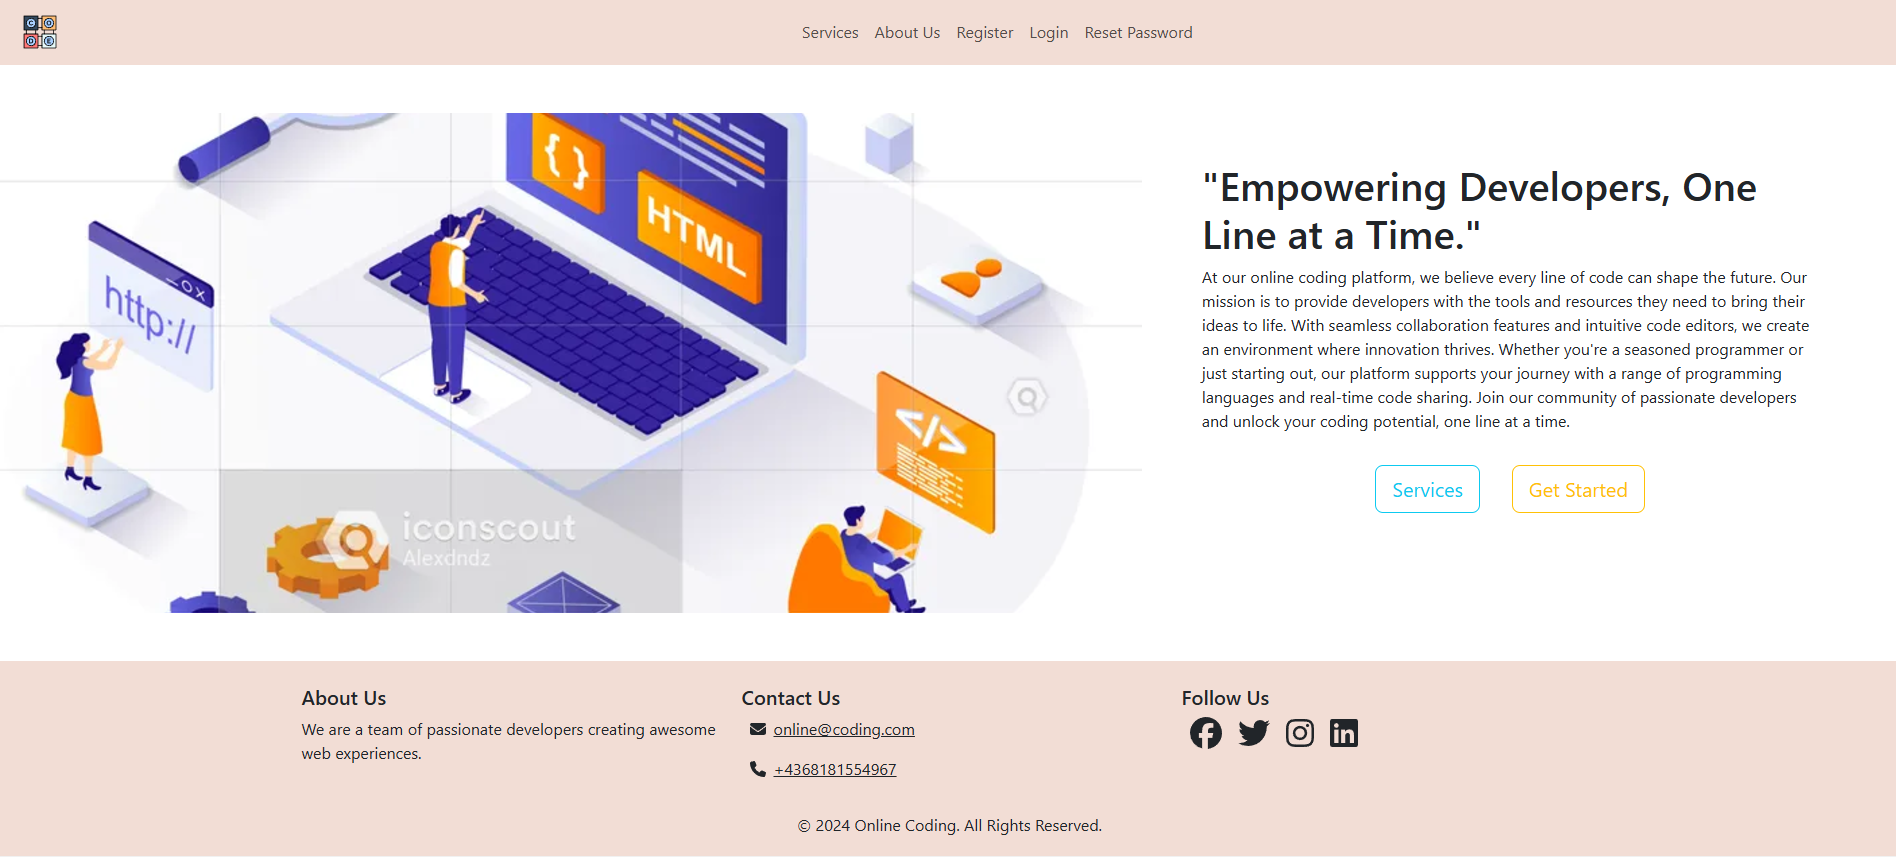 C O
D E
Services About Us Register Login Reset Password
{ }
HTML
_OX
http://
</>
iconscout
Alexdndz
"Empowering Developers, One
Line at a Time."
At our online coding platform, we believe every line of code can shape the future. Our
mission is to provide developers with the tools and resources they need to bring their
ideas to life. With seamless collaboration features and intuitive code editors, we create
an environment where innovation thrives. Whether you're a seasoned programmer or
just starting out, our platform supports your journey with a range of programming
languages and real-time code sharing. Join our community of passionate developers
and unlock your coding potential, one line at a time.
Services Get Started
About Us
We are a team of passionate developers creating awesome
web experiences.
Contact Us
online@coding.com
+4368181554967
Follow Us
© 2024 Online Coding. All Rights Reserved.